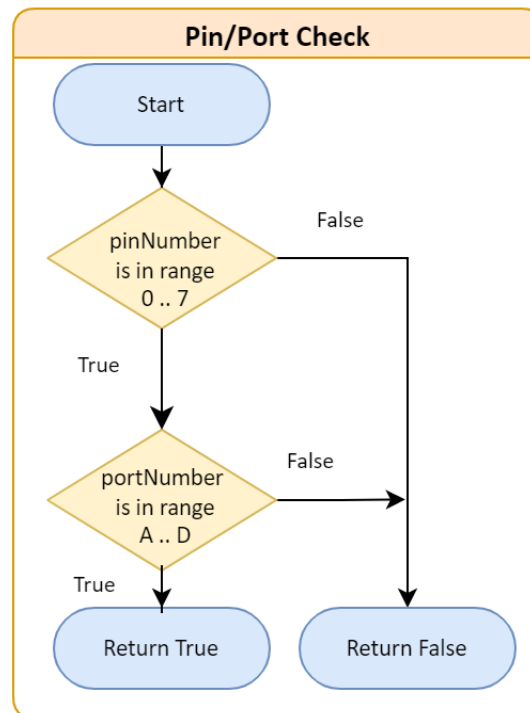 Pin/Port Check
Start
pinNumber
is in range
0 .. 7
False
True
portNumber
is in range
A .. D
False
True
Return True
Return False